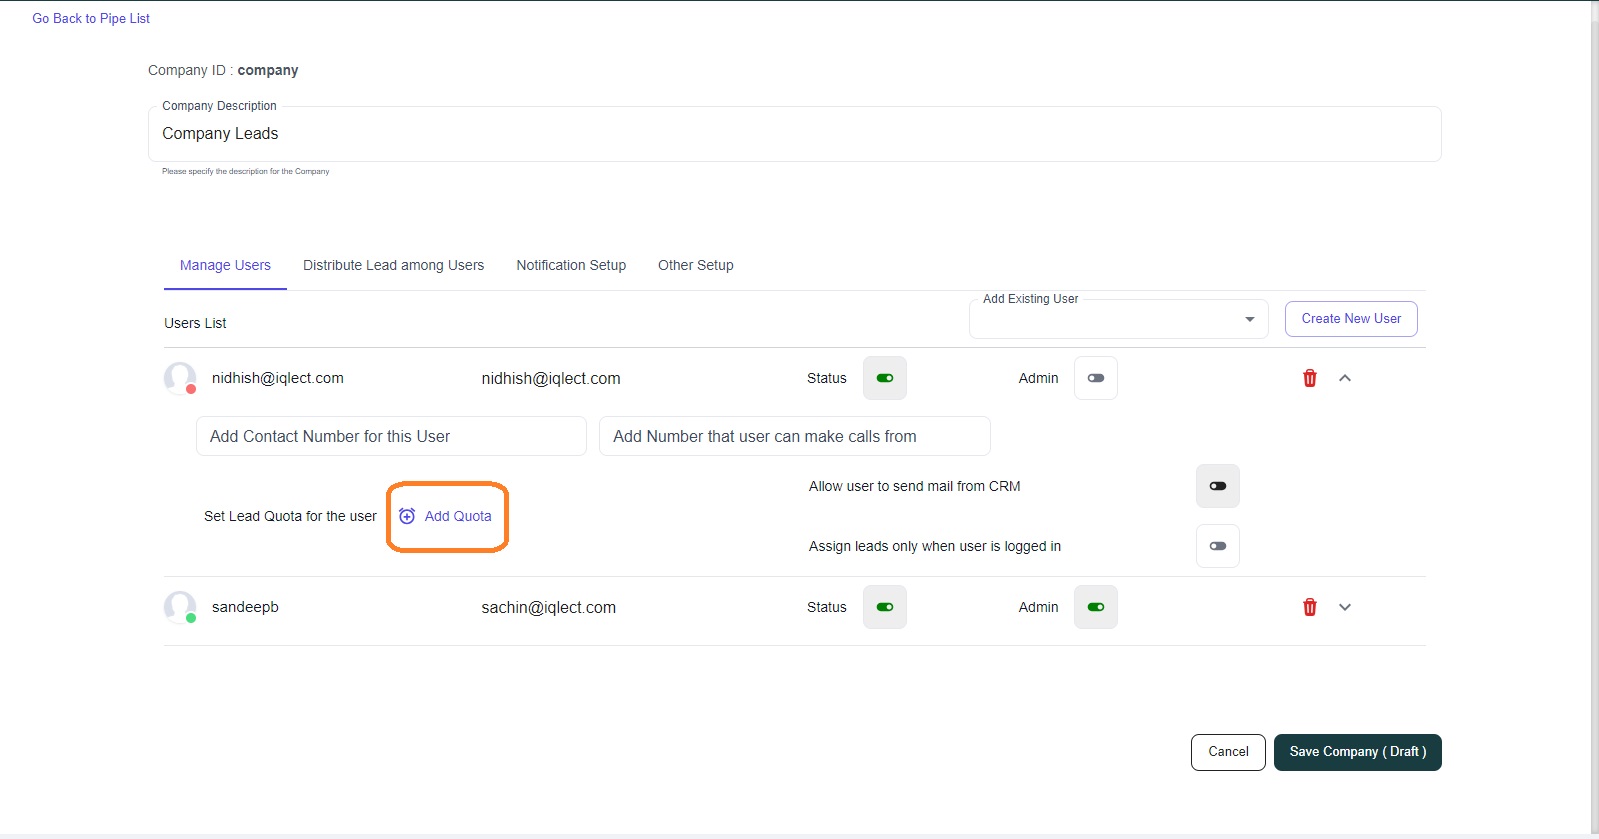 Go Back to Pipe List
Company ID : company
Company Description
Company Leads
Please specify the description for the Company
Manage Users Distribute Lead among Users Notification Setup Other Setup
Add Existing User
Users List Create New User
nidhish@iqlect.com nidhish@iqlect.com Status Admin
Add Contact Number for this User Add Number that user can make calls from
Allow user to send mail from CRM
Set Lead Quota for the user Add Quota
Assign leads only when user is logged in
sandeepb sachin@iqlect.com Status Admin
Cancel Save Company ( Draft )